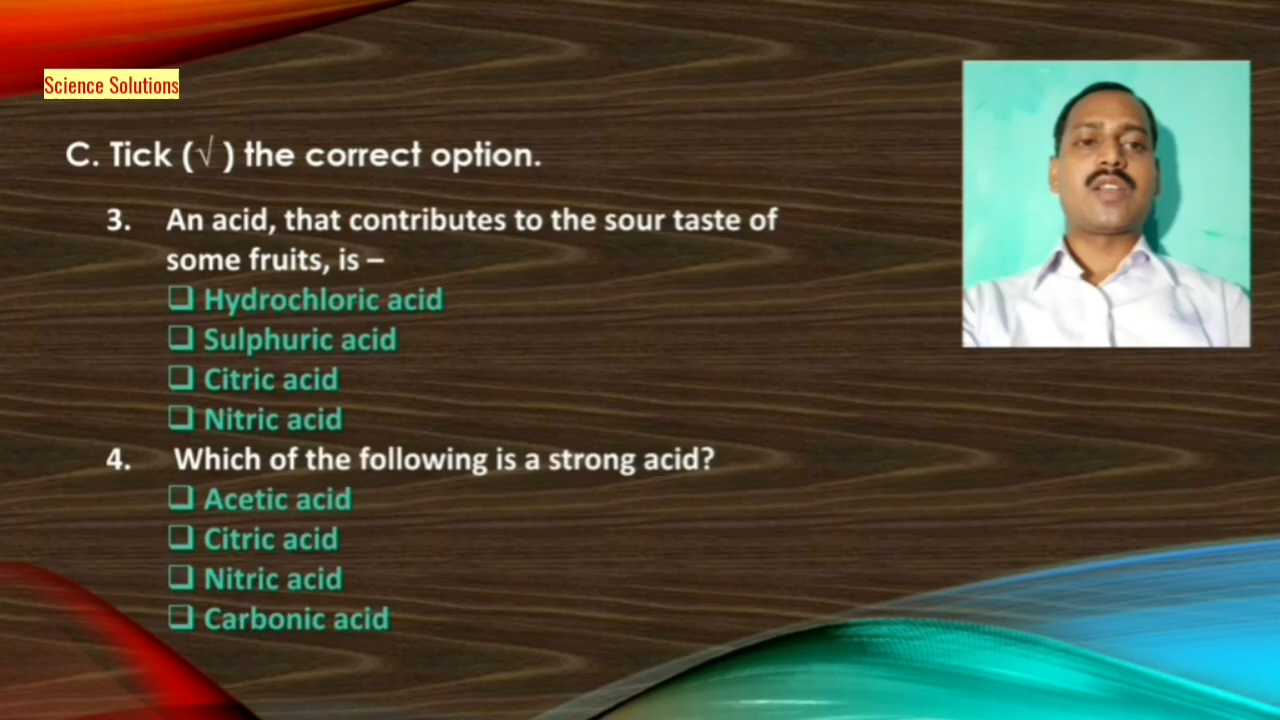 Science Solutions
C. Tick (√ ) the correct option.
3. An acid, that contributes to the sour taste of
some fruits, is –
❑ Hydrochloric acid
❑ Sulphuric acid
❑ Citric acid
❑ Nitric acid
4. Which of the following is a strong acid?
❑ Acetic acid
❑ Citric acid
❑ Nitric acid
❑ Carbonic acid